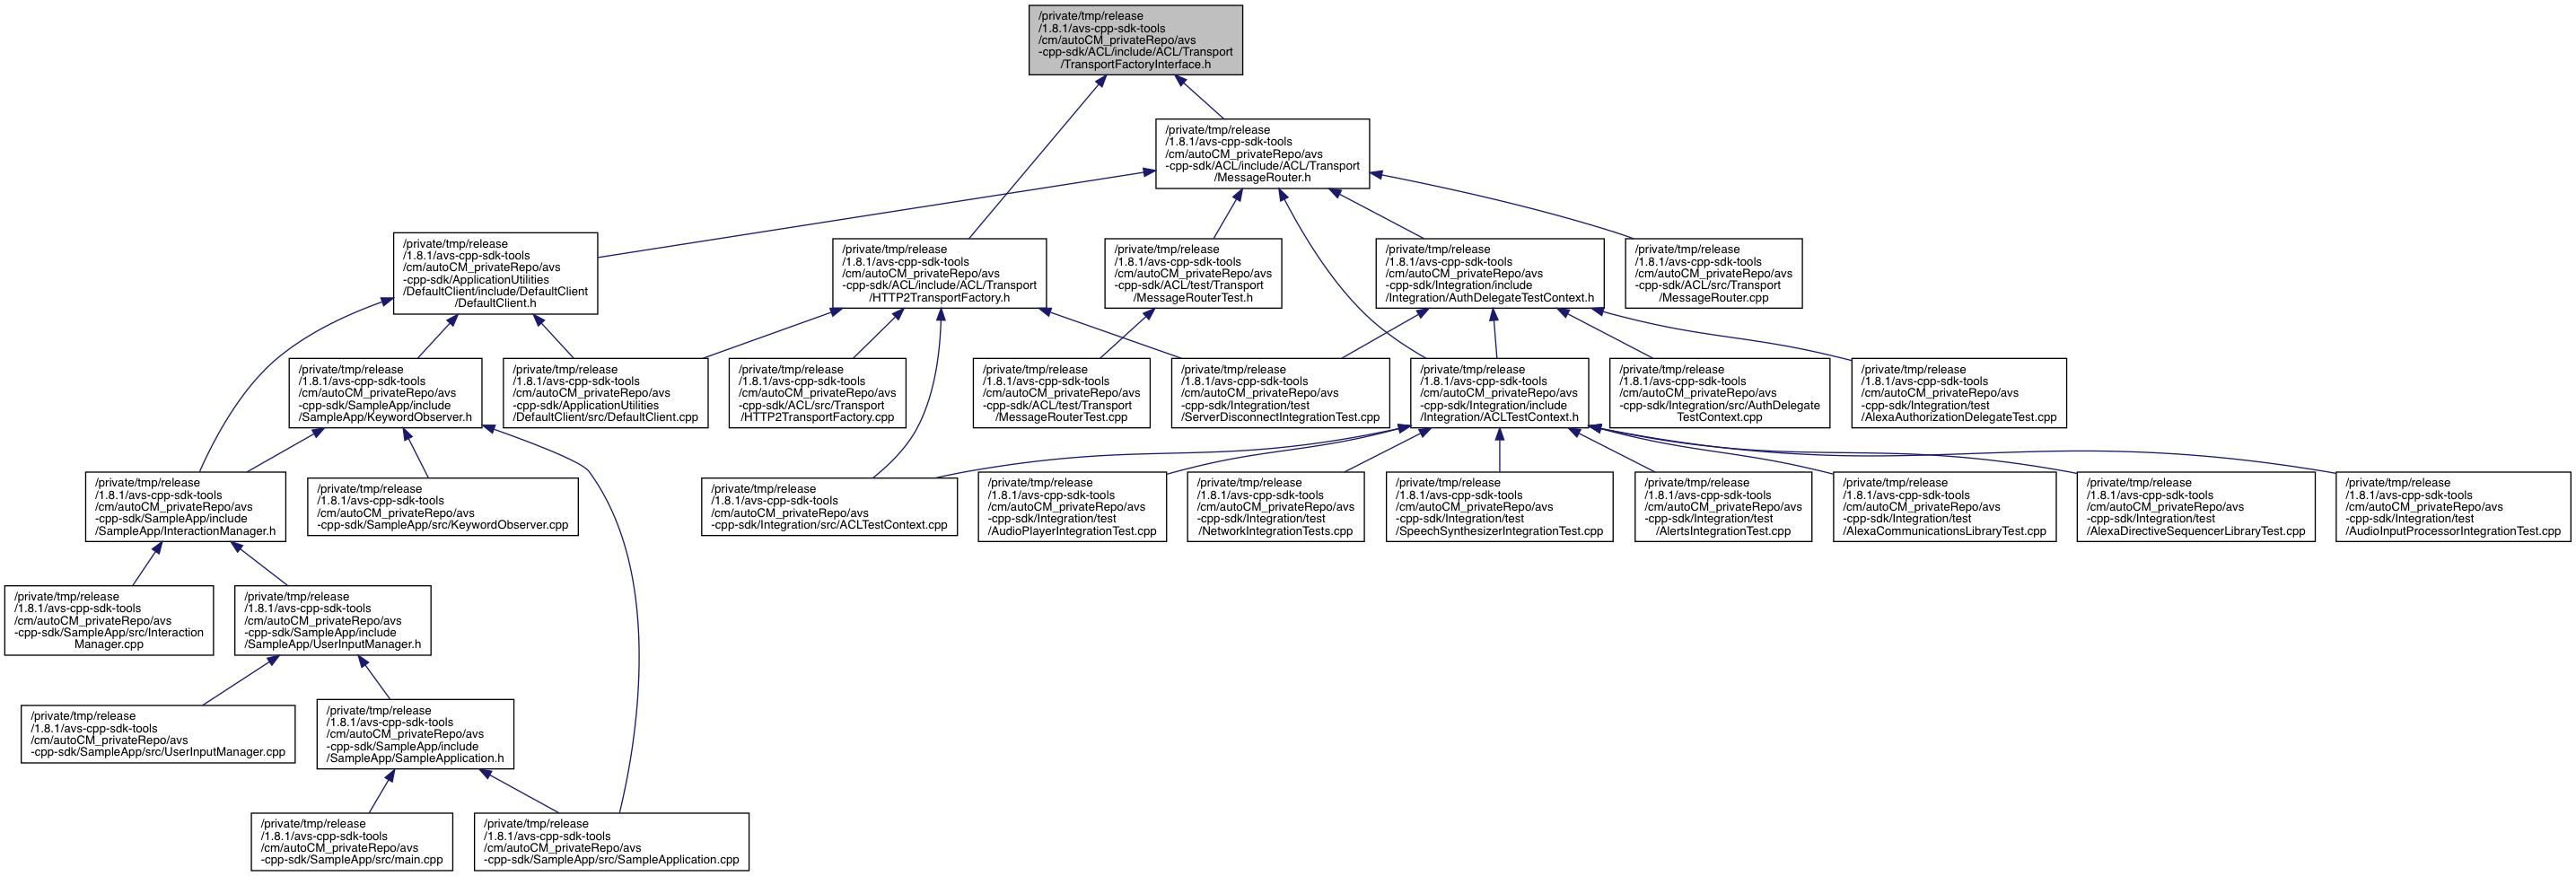 /private/tmp/release
/1.8.1/avs-cpp-sdk-tools
/cm/autoCM_privateRepo/avs
-cpp-sdk/ACL/include/ACL/Transport
/TransportFactoryInterface.h
/private/tmp/release
/1.8.1/avs-cpp-sdk-tools
/cm/autoCM_privateRepo/avs
-cpp-sdk/ACL/include/ACL/Transport
/MessageRouter.h
/private/tmp/release
/1.8.1/avs-cpp-sdk-tools
/cm/autoCM_privateRepo/avs
-cpp-sdk/ApplicationUtilities
/DefaultClient/include/DefaultClient
/DefaultClient.h
/private/tmp/release
/1.8.1/avs-cpp-sdk-tools
/cm/autoCM_privateRepo/avs
-cpp-sdk/ACL/include/ACL/Transport
/HTTP2TransportFactory.h
/private/tmp/release
/1.8.1/avs-cpp-sdk-tools
/cm/autoCM_privateRepo/avs
-cpp-sdk/ACL/test/Transport
/MessageRouterTest.h
/private/tmp/release
/1.8.1/avs-cpp-sdk-tools
/cm/autoCM_privateRepo/avs
-cpp-sdk/Integration/include
/Integration/AuthDelegateTestContext.h
/private/tmp/release
/1.8.1/avs-cpp-sdk-tools
/cm/autoCM_privateRepo/avs
-cpp-sdk/ACL/src/Transport
/MessageRouter.cpp
/private/tmp/release
/1.8.1/avs-cpp-sdk-tools
/cm/autoCM_privateRepo/avs
-cpp-sdk/SampleApp/include
/SampleApp/KeywordObserver.h
/private/tmp/release
/1.8.1/avs-cpp-sdk-tools
/cm/autoCM_privateRepo/avs
-cpp-sdk/ApplicationUtilities
/DefaultClient/src/DefaultClient.cpp
/private/tmp/release
/1.8.1/avs-cpp-sdk-tools
/cm/autoCM_privateRepo/avs
-cpp-sdk/ACL/src/Transport
/HTTP2TransportFactory.cpp
/private/tmp/release
/1.8.1/avs-cpp-sdk-tools
/cm/autoCM_privateRepo/avs
-cpp-sdk/ACL/test/Transport
/MessageRouterTest.cpp
/private/tmp/release
/1.8.1/avs-cpp-sdk-tools
/cm/autoCM_privateRepo/avs
-cpp-sdk/Integration/test
/ServerDisconnectIntegrationTest.cpp
/private/tmp/release
/1.8.1/avs-cpp-sdk-tools
/cm/autoCM_privateRepo/avs
-cpp-sdk/Integration/include
/Integration/ACLTestContext.h
/private/tmp/release
/1.8.1/avs-cpp-sdk-tools
/cm/autoCM_privateRepo/avs
-cpp-sdk/Integration/src/AuthDelegate
TestContext.cpp
/private/tmp/release
/1.8.1/avs-cpp-sdk-tools
/cm/autoCM_privateRepo/avs
-cpp-sdk/Integration/test
/AlexaAuthorizationDelegateTest.cpp
/private/tmp/release
/1.8.1/avs-cpp-sdk-tools
/cm/autoCM_privateRepo/avs
-cpp-sdk/SampleApp/include
/SampleApp/InteractionManager.h
/private/tmp/release
/1.8.1/avs-cpp-sdk-tools
/cm/autoCM_privateRepo/avs
-cpp-sdk/SampleApp/src/KeywordObserver.cpp
/private/tmp/release
/1.8.1/avs-cpp-sdk-tools
/cm/autoCM_privateRepo/avs
-cpp-sdk/Integration/src/ACLTestContext.cpp
/private/tmp/release
/1.8.1/avs-cpp-sdk-tools
/cm/autoCM_privateRepo/avs
-cpp-sdk/Integration/test
/AudioPlayerIntegrationTest.cpp
/private/tmp/release
/1.8.1/avs-cpp-sdk-tools
/cm/autoCM_privateRepo/avs
-cpp-sdk/Integration/test
/NetworkIntegrationTests.cpp
/private/tmp/release
/1.8.1/avs-cpp-sdk-tools
/cm/autoCM_privateRepo/avs
-cpp-sdk/Integration/test
/SpeechSynthesizerIntegrationTest.cpp
/private/tmp/release
/1.8.1/avs-cpp-sdk-tools
/cm/autoCM_privateRepo/avs
-cpp-sdk/Integration/test
/AlertsIntegrationTest.cpp
/private/tmp/release
/1.8.1/avs-cpp-sdk-tools
/cm/autoCM_privateRepo/avs
-cpp-sdk/Integration/test
/AlexaCommunicationsLibraryTest.cpp
/private/tmp/release
/1.8.1/avs-cpp-sdk-tools
/cm/autoCM_privateRepo/avs
-cpp-sdk/Integration/test
/AlexaDirectiveSequencerLibraryTest.cpp
/private/tmp/release
/1.8.1/avs-cpp-sdk-tools
/cm/autoCM_privateRepo/avs
-cpp-sdk/Integration/test
/AudioInputProcessorIntegrationTest.cpp
/private/tmp/release
/1.8.1/avs-cpp-sdk-tools
/cm/autoCM_privateRepo/avs
-cpp-sdk/SampleApp/src/Interaction
Manager.cpp
/private/tmp/release
/1.8.1/avs-cpp-sdk-tools
/cm/autoCM_privateRepo/avs
-cpp-sdk/SampleApp/include
/SampleApp/UserInputManager.h
/private/tmp/release
/1.8.1/avs-cpp-sdk-tools
/cm/autoCM_privateRepo/avs
-cpp-sdk/SampleApp/src/UserInputManager.cpp
/private/tmp/release
/1.8.1/avs-cpp-sdk-tools
/cm/autoCM_privateRepo/avs
-cpp-sdk/SampleApp/include
/SampleApp/SampleApplication.h
/private/tmp/release
/1.8.1/avs-cpp-sdk-tools
/cm/autoCM_privateRepo/avs
-cpp-sdk/SampleApp/src/main.cpp
/private/tmp/release
/1.8.1/avs-cpp-sdk-tools
/cm/autoCM_privateRepo/avs
-cpp-sdk/SampleApp/src/SampleApplication.cpp